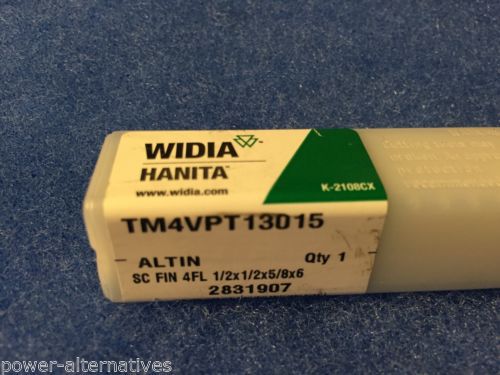 WIDIA
HANITA™
www.widia.com
K-2108CX
TM4VPT13015
ALTIN Qty 1
SC FIN 4FL 1/2x1/2x5/8x6
2831907
power-alternatives